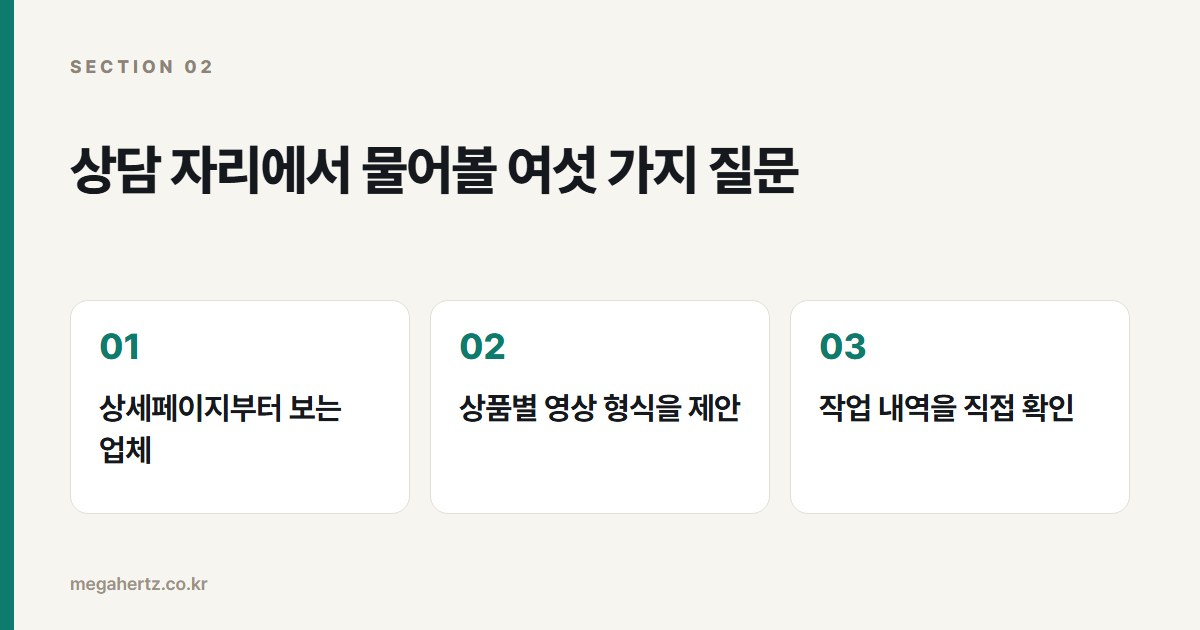 SECTION 02
상담 자리에서 물어볼 여섯 가지 질문
01
상세페이지부터 보는
업체
02
상품별 영상 형식을 제안
03
작업 내역을 직접 확인
megahertz.co.kr